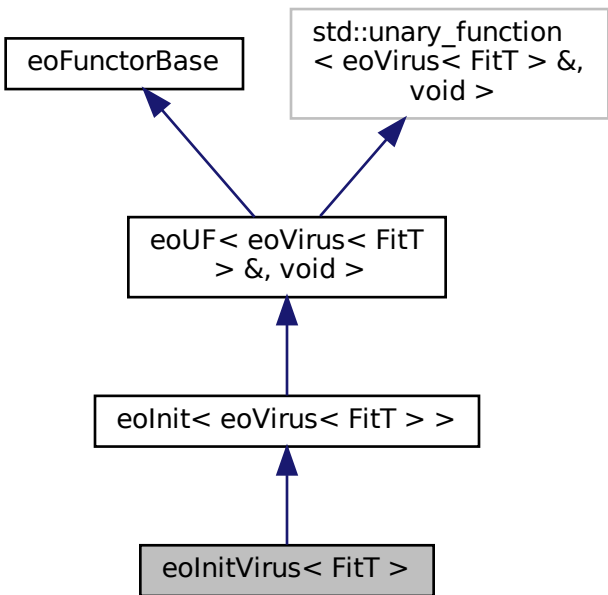 eoFunctorBase
std::unary_function
< eoVirus< FitT > &,
void >
eoUF< eoVirus< FitT
> &, void >
eoInit< eoVirus< FitT > >
eoInitVirus< FitT >